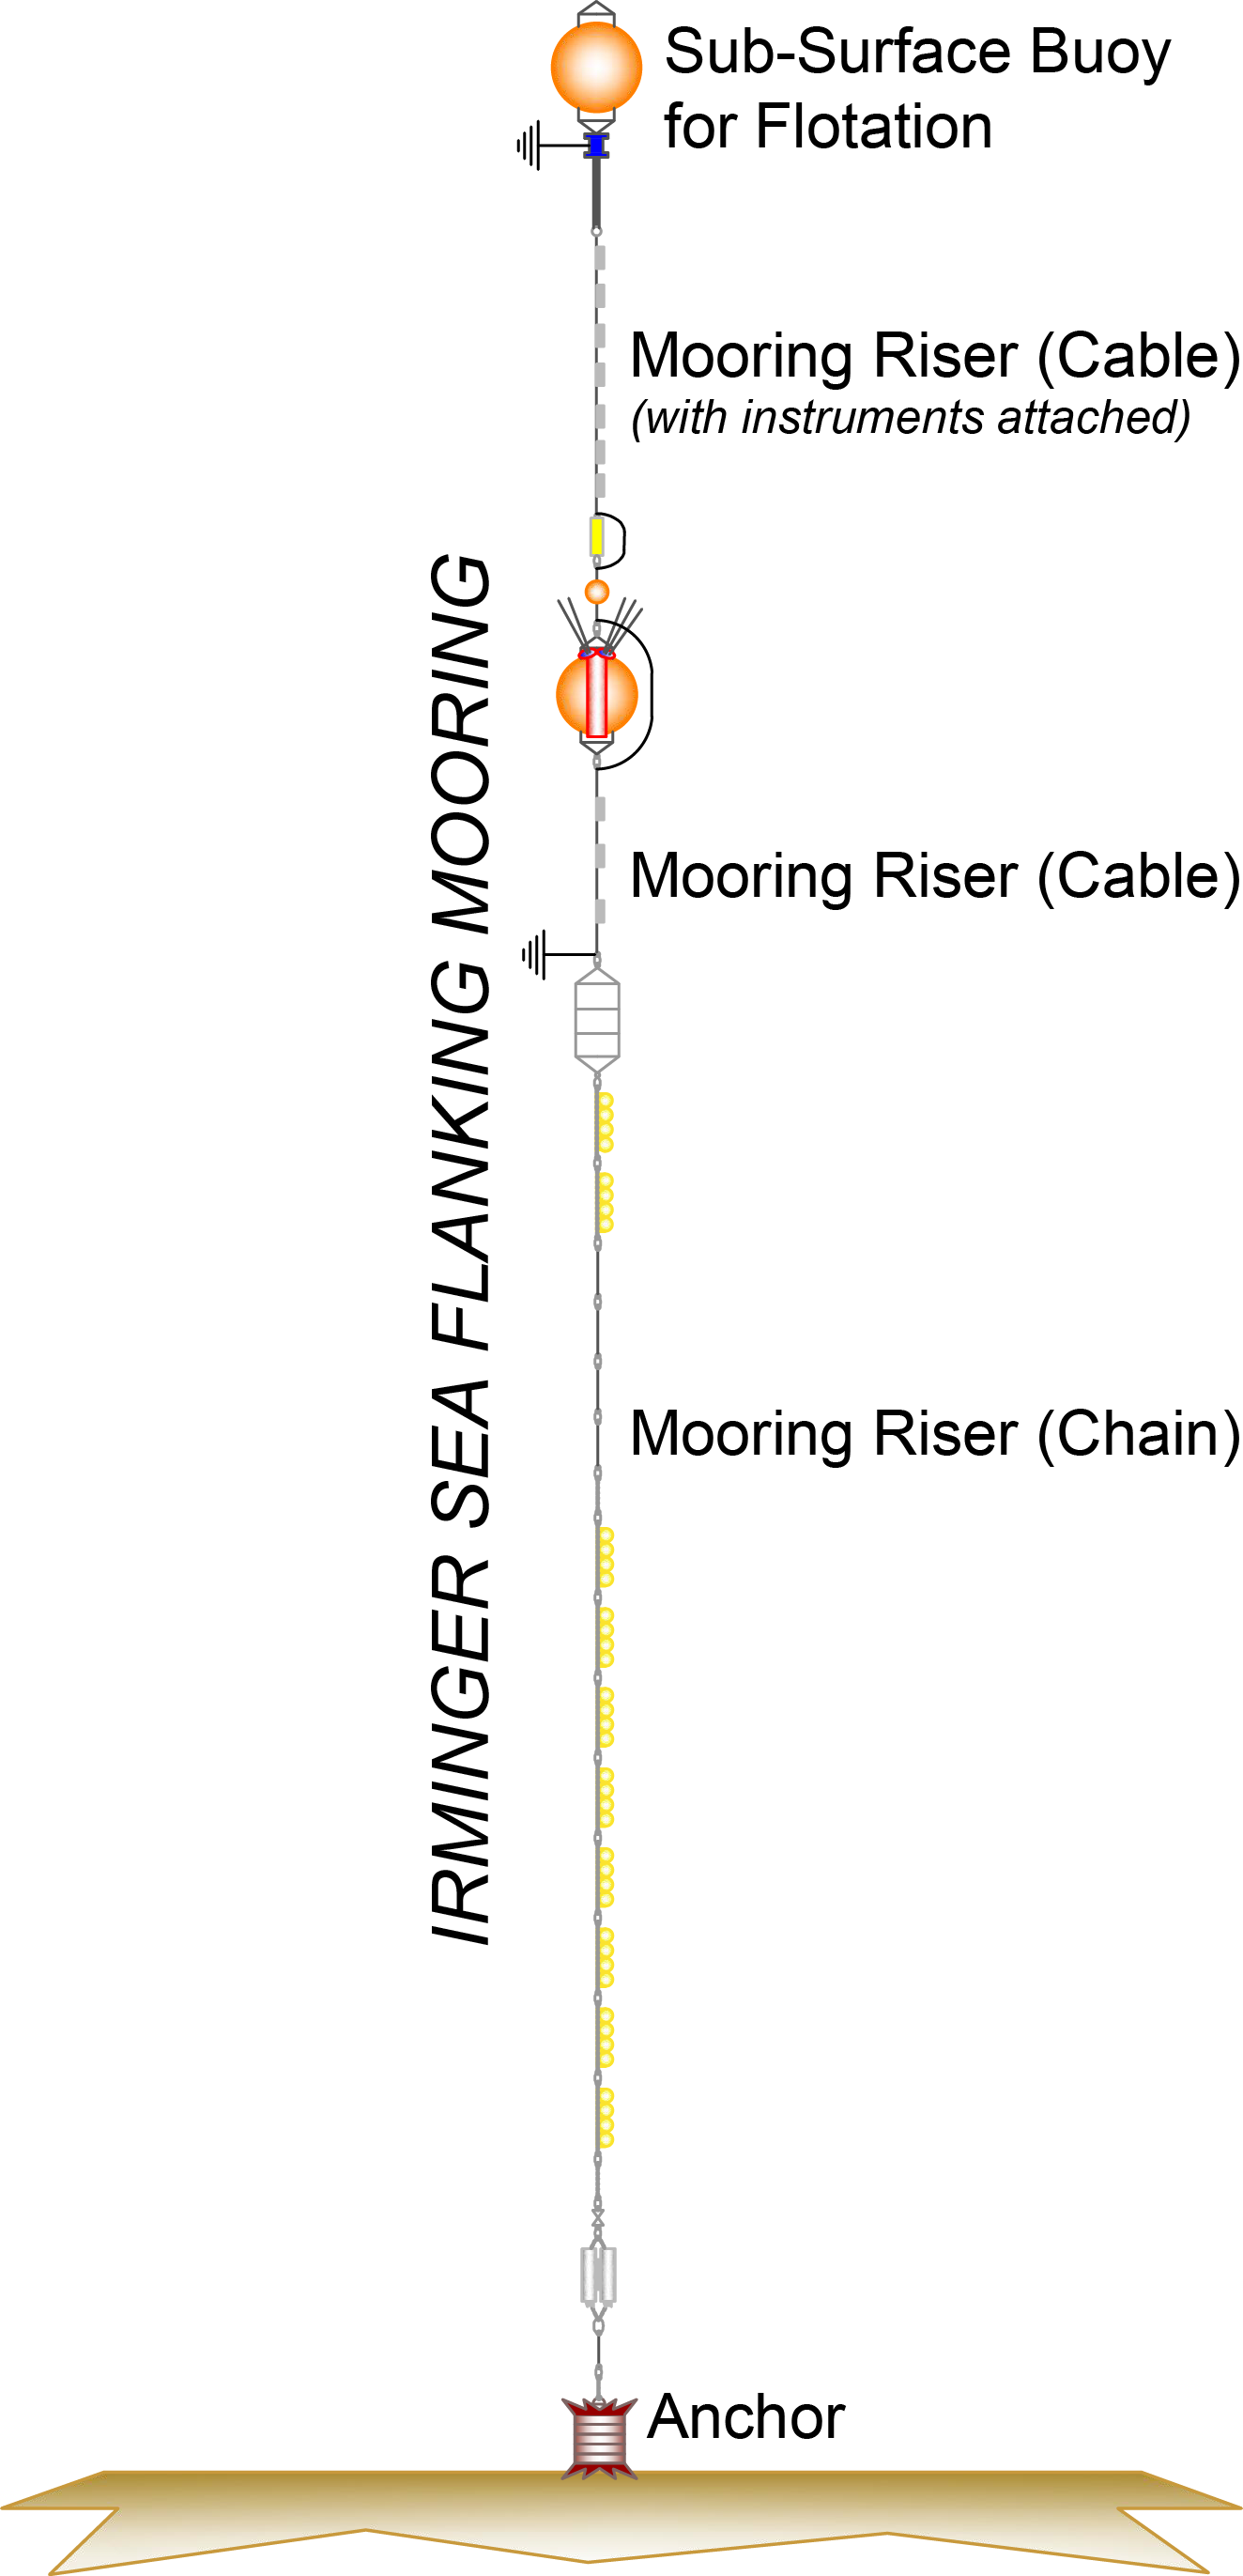 Sub-Surface Buoy
for Flotation
Mooring Riser (Cable)
(with instruments attached)
IRMINGER SEA FLANKING MOORING
Mooring Riser (Cable)
Mooring Riser (Chain)
Anchor